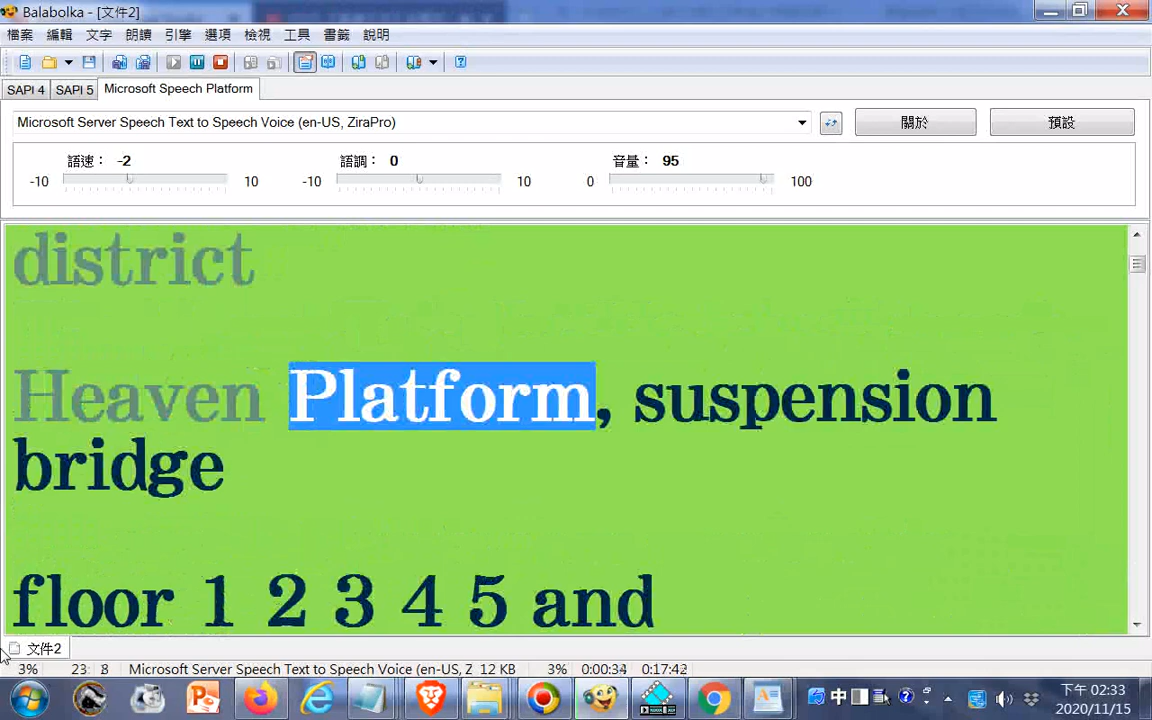 Balabolka - [文件2]
檔案 編輯 文字 朗讀 引擎 選項 檢視 工具 書籤 說明
SAPI 4 SAPI 5 Microsoft Speech Platform
Microsoft Server Speech Text to Speech Voice (en-US, ZiraPro) 關於 預設
語速： -2 語調： 0 音量： 95
-10 10 -10 10 0 100
district
Heaven Platform, suspension
bridge
floor 1 2 3 4 5 and
文件2
3% 23: 8 Microsoft Server Speech Text to Speech Voice (en-US, Z 12 KB 3% 0:00:34 0:17:42
中 下午 02:33
2020/11/15